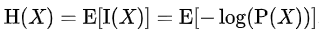 H(X) = E[I(X)] = E[− log(P(X))]